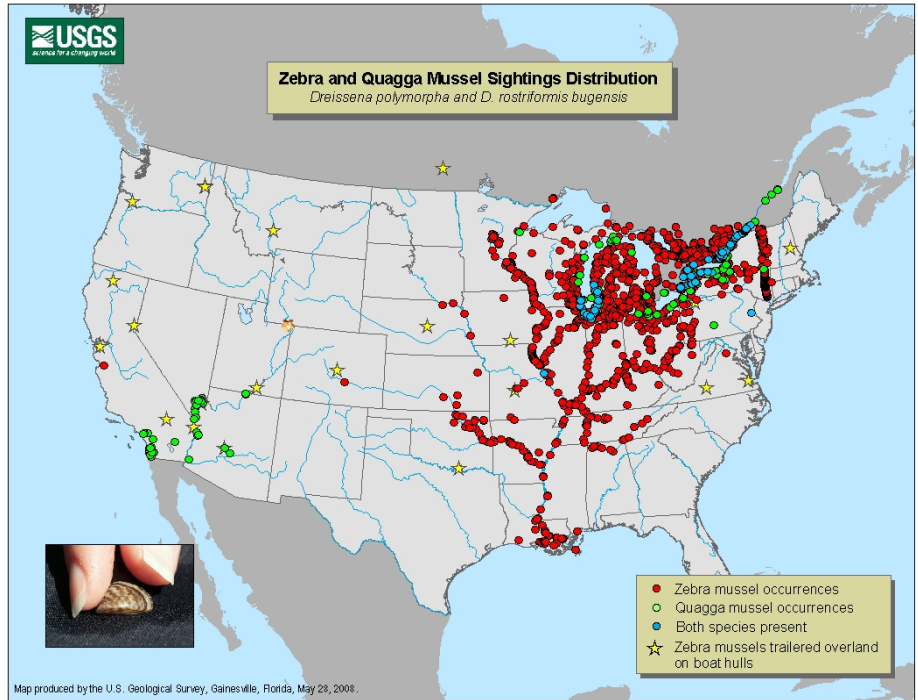 USGS
science for a changing world
Zebra and Quagga Mussel Sightings Distribution
Dreissena polymorpha and D. rostriformis bugensis
Zebra mussel occurrences
Quagga mussel occurrences
Both species present
Zebra mussels trailered overland
on boat hulls
Map produced by the U.S. Geological Survey, Gainesville, Florida, May 28, 2008.